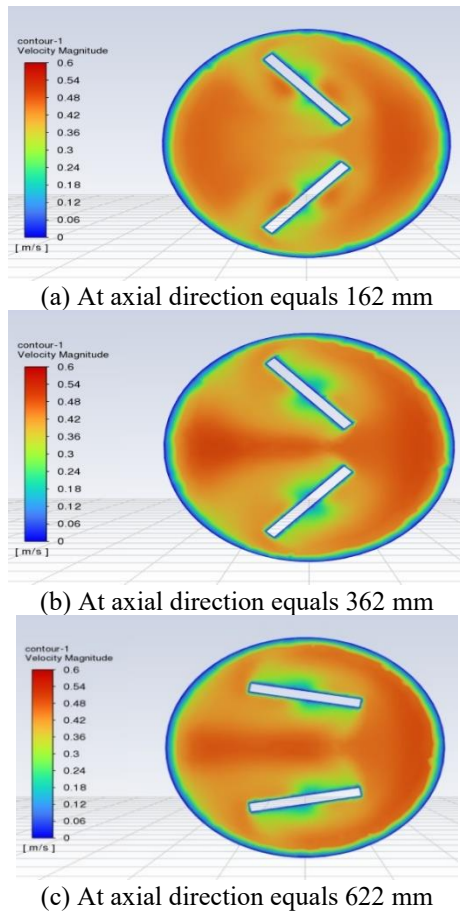 contour-1
Velocity Magnitude
0.6
0.54
0.48
0.42
0.36
0.3
0.24
0.18
0.12
0.06
0
[ m/s ]
(a) At axial direction equals 162 mm
contour-1
Velocity Magnitude
0.6
0.54
0.48
0.42
0.36
0.3
0.24
0.18
0.12
0.06
0
[ m/s ]
(b) At axial direction equals 362 mm
contour-1
Velocity Magnitude
0.6
0.54
0.48
0.42
0.36
0.3
0.24
0.18
0.12
0.06
0
[ m/s ]
(c) At axial direction equals 622 mm